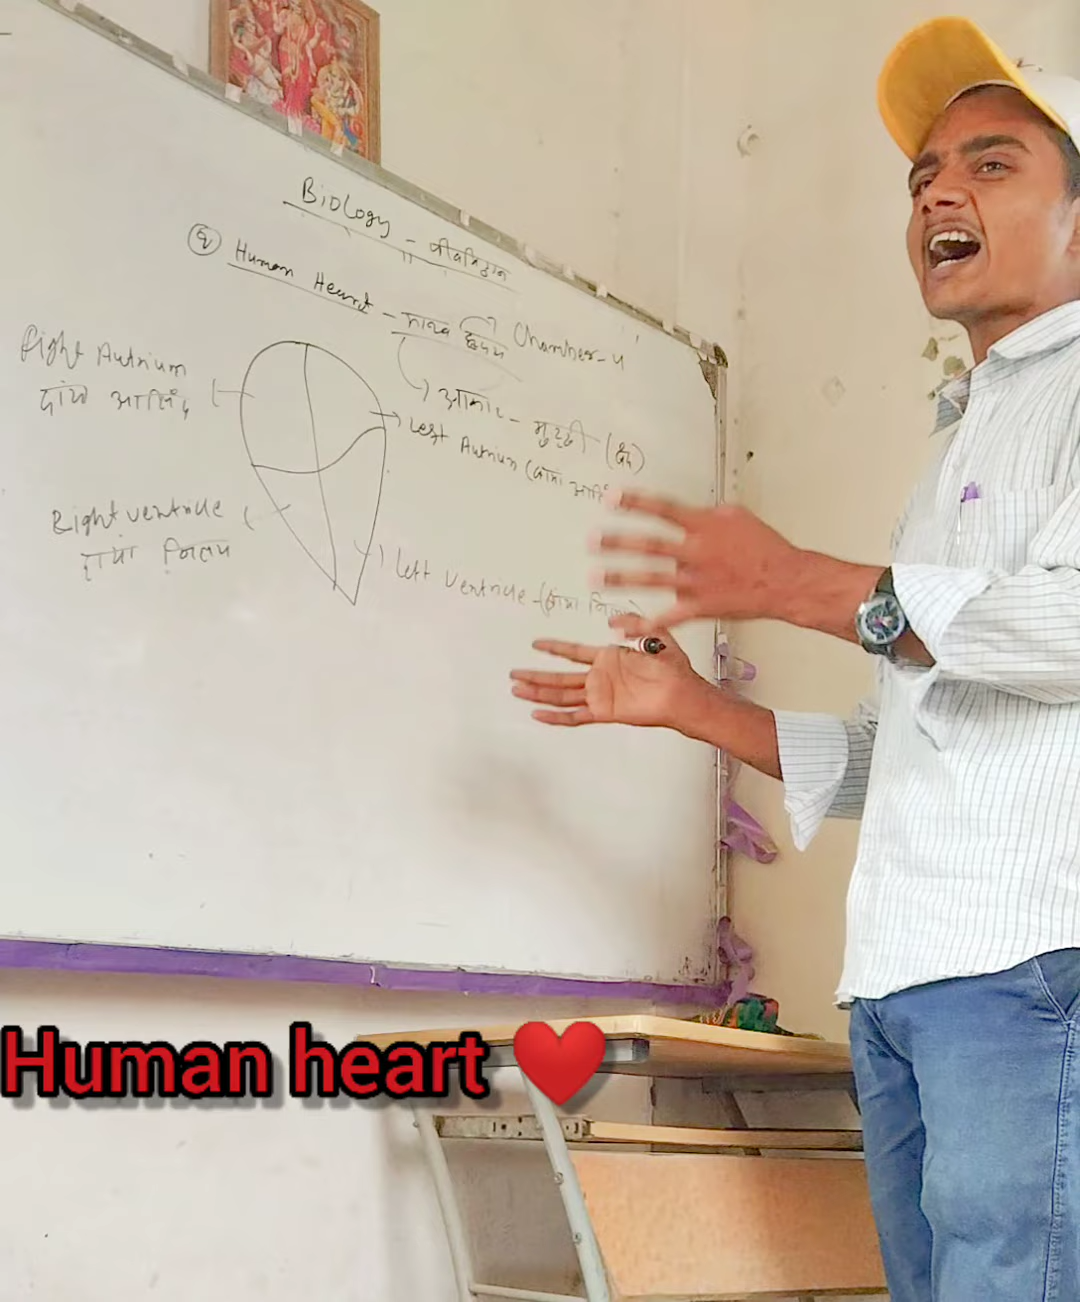 Biology - जीवविज्ञान
Human Heart - मानव हृदय Chamber-4
आकार - मुट्ठी
Right Autrium
दायां आलिंद
Left Autrium (बायां
Right ventricle
दायां निलय
Left Ventricle - (बायां
Human heart ❤️